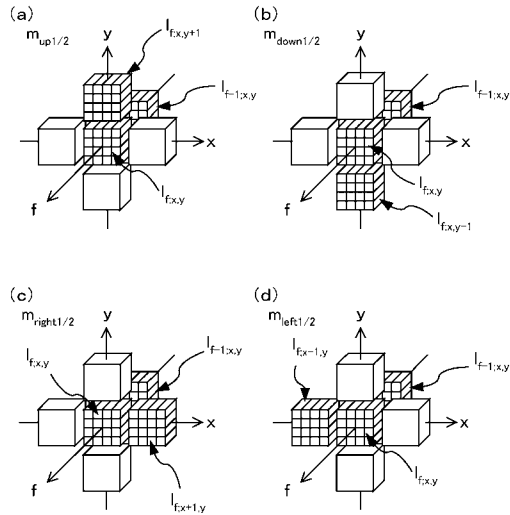 (a)
m_up1/2
y
I_f;x,y+1
I_f-1;x,y
x
I_f;x,y
f
(b)
m_down1/2
y
I_f-1;x,y
x
I_f;x,y
I_f;x,y-1
f
(c)
m_right1/2
y
I_f;x,y
I_f-1;x,y
x
I_f;x+1,y
f
(d)
m_left1/2
y
I_f;x-1,y
I_f-1;x,y
x
I_f;x,y
f